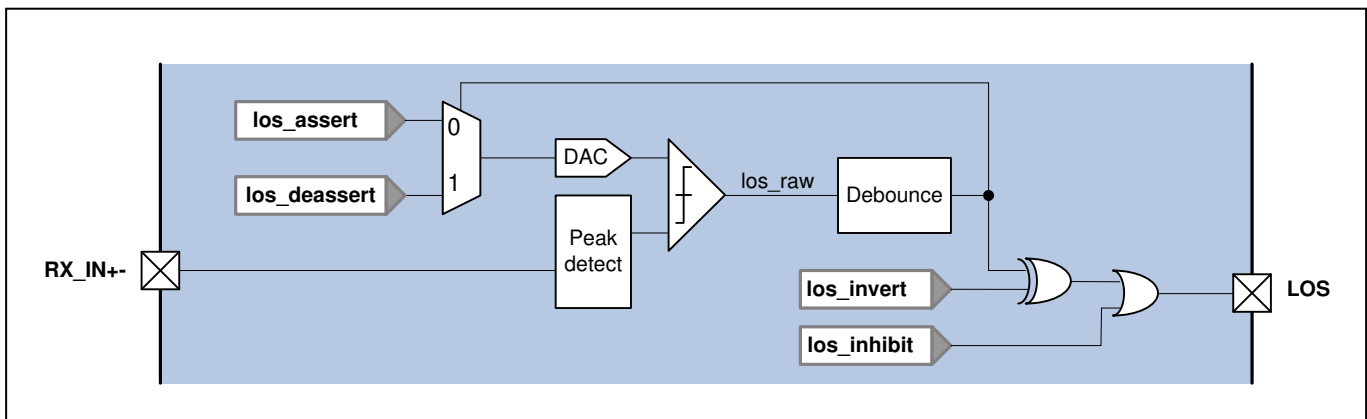 los_assert
0
DAC
los_raw
1
los_deassert
Debounce
Peak
detect
RX_IN+-
los_invert
LOS
los_inhibit